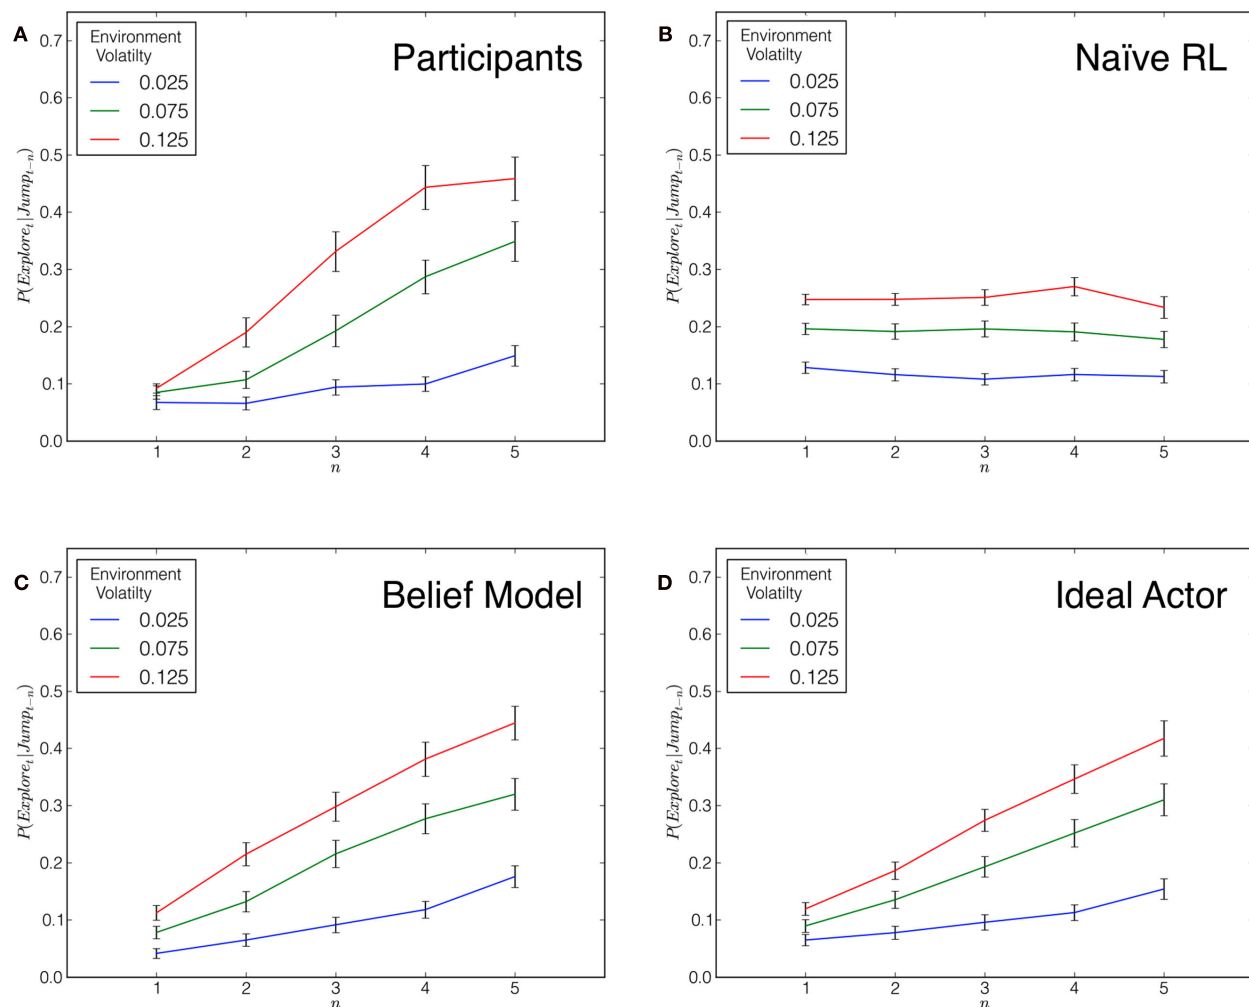 A
Environment
Volatilty
0.025
0.075
0.125
Participants
P(Explore_t|Jump_{t−n})
0.7
0.6
0.5
0.4
0.3
0.2
0.1
0.0
1 2 3 4 5
n
B
Environment
Volatilty
0.025
0.075
0.125
Naïve RL
P(Explore_t|Jump_{t−n})
0.7
0.6
0.5
0.4
0.3
0.2
0.1
0.0
1 2 3 4 5
n
C
Environment
Volatilty
0.025
0.075
0.125
Belief Model
P(Explore_t|Jump_{t−n})
0.7
0.6
0.5
0.4
0.3
0.2
0.1
0.0
1 2 3 4 5
n
D
Environment
Volatilty
0.025
0.075
0.125
Ideal Actor
P(Explore_t|Jump_{t−n})
0.7
0.6
0.5
0.4
0.3
0.2
0.1
0.0
1 2 3 4 5
n